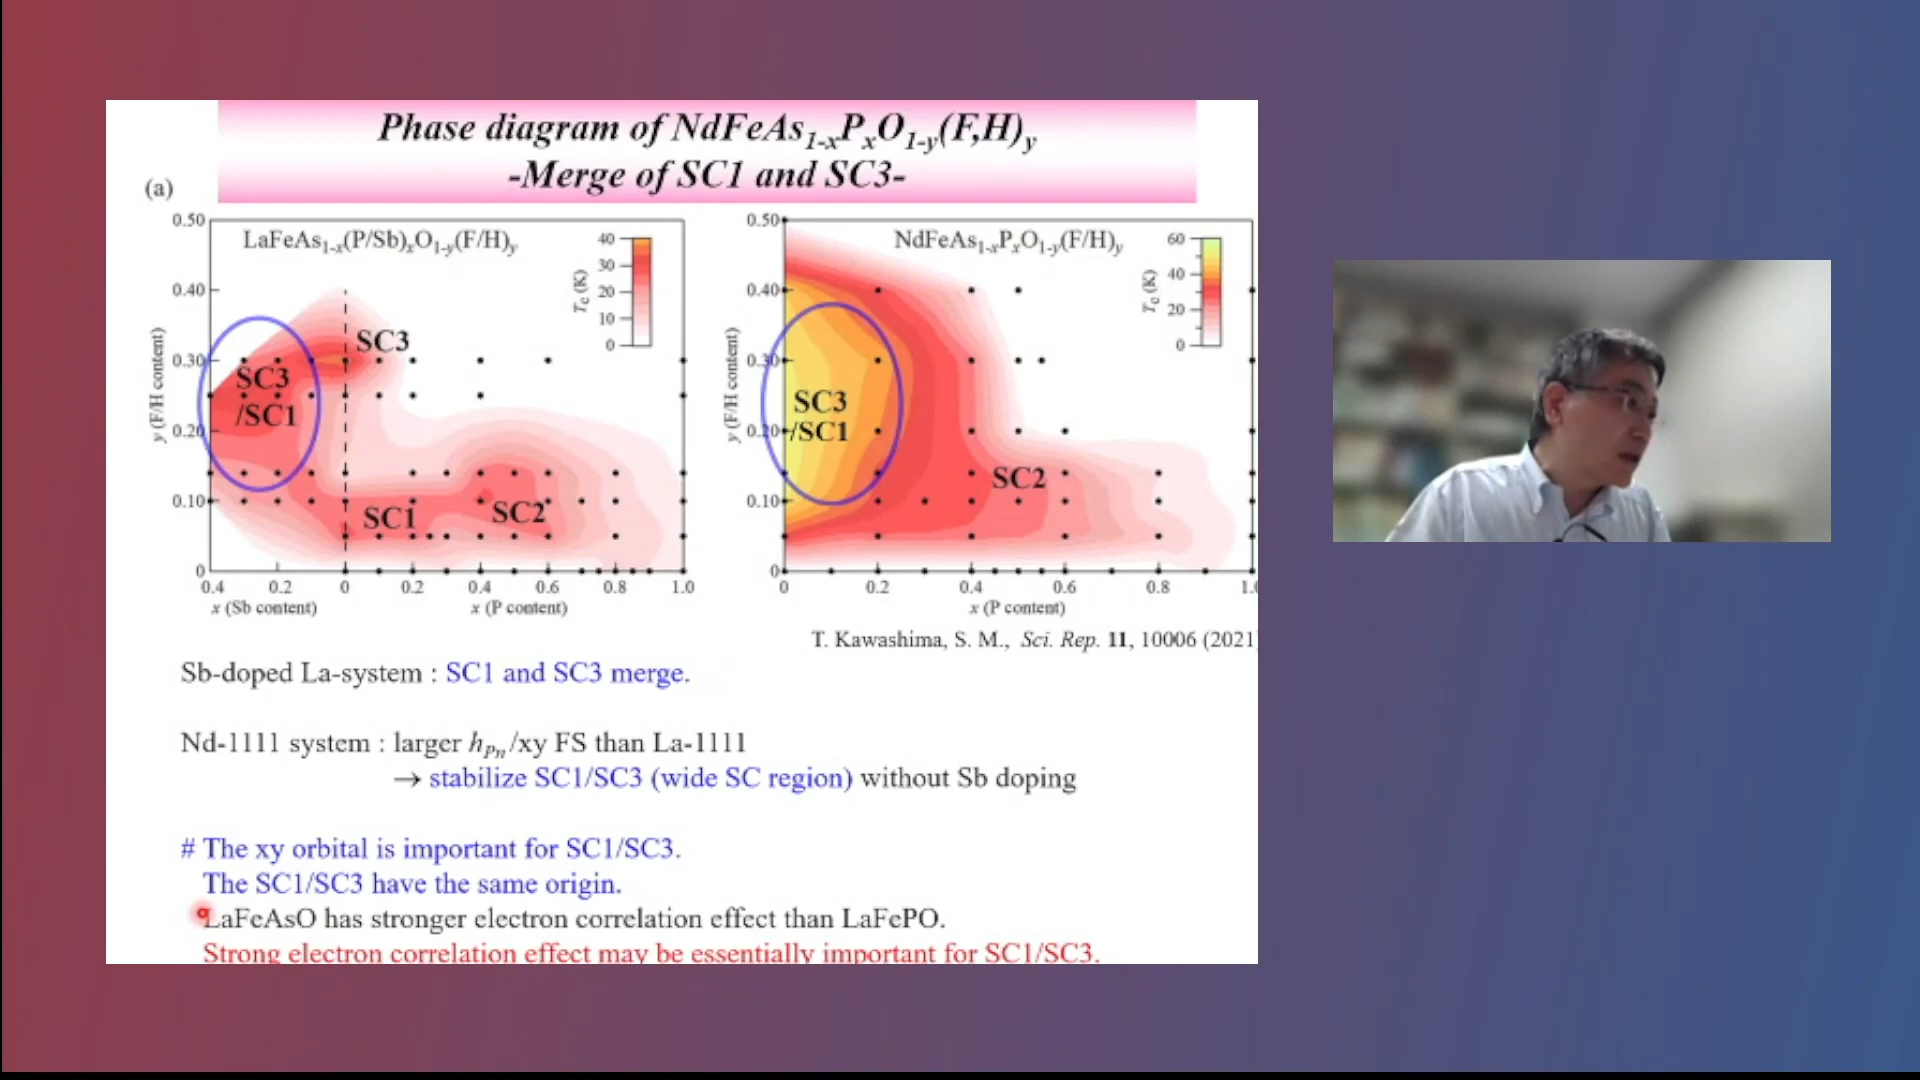 Phase diagram of NdFeAs1-xPxO1-y(F,H)y
-Merge of SC1 and SC3-
(a)
LaFeAs1-x(P/Sb)xO1-y(F/H)y
Tc (K)
40
30
20
10
0
y (F/H content)
0.50
0.40
0.30
0.20
0.10
0
SC3
SC3
/SC1
SC1
SC2
0.4 0.2 0 0.2 0.4 0.6 0.8 1.0
x (Sb content) x (P content)
NdFeAs1-xPxO1-y(F/H)y
Tc (K)
60
40
20
0
y (F/H content)
0.50
0.40
0.30
0.20
0.10
0
SC3
/SC1
SC2
0 0.2 0.4 0.6 0.8 1.0
x (P content)
T. Kawashima, S. M., Sci. Rep. 11, 10006 (2021
Sb-doped La-system : SC1 and SC3 merge.
Nd-1111 system : larger hPn/xy FS than La-1111
→ stabilize SC1/SC3 (wide SC region) without Sb doping
# The xy orbital is important for SC1/SC3.
The SC1/SC3 have the same origin.
LaFeAsO has stronger electron correlation effect than LaFePO.
Strong electron correlation effect may be essentially important for SC1/SC3.